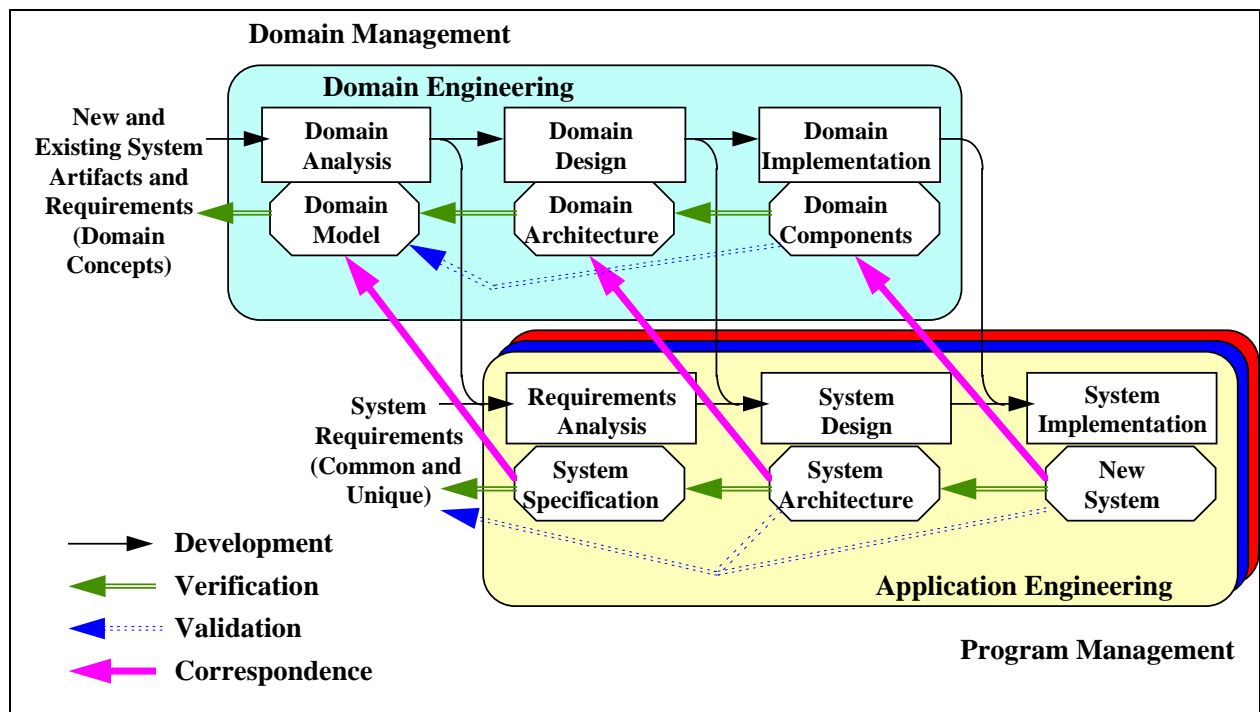 Domain Management
Domain Engineering
New and
Existing System
Artifacts and
Requirements
(Domain
Concepts)
Domain
Analysis
Domain
Design
Domain
Implementation
Domain
Model
Domain
Architecture
Domain
Components
System
Requirements
(Common and
Unique)
Requirements
Analysis
System
Design
System
Implementation
System
Specification
System
Architecture
New
System
Application Engineering
Development
Verification
Validation
Correspondence
Program Management